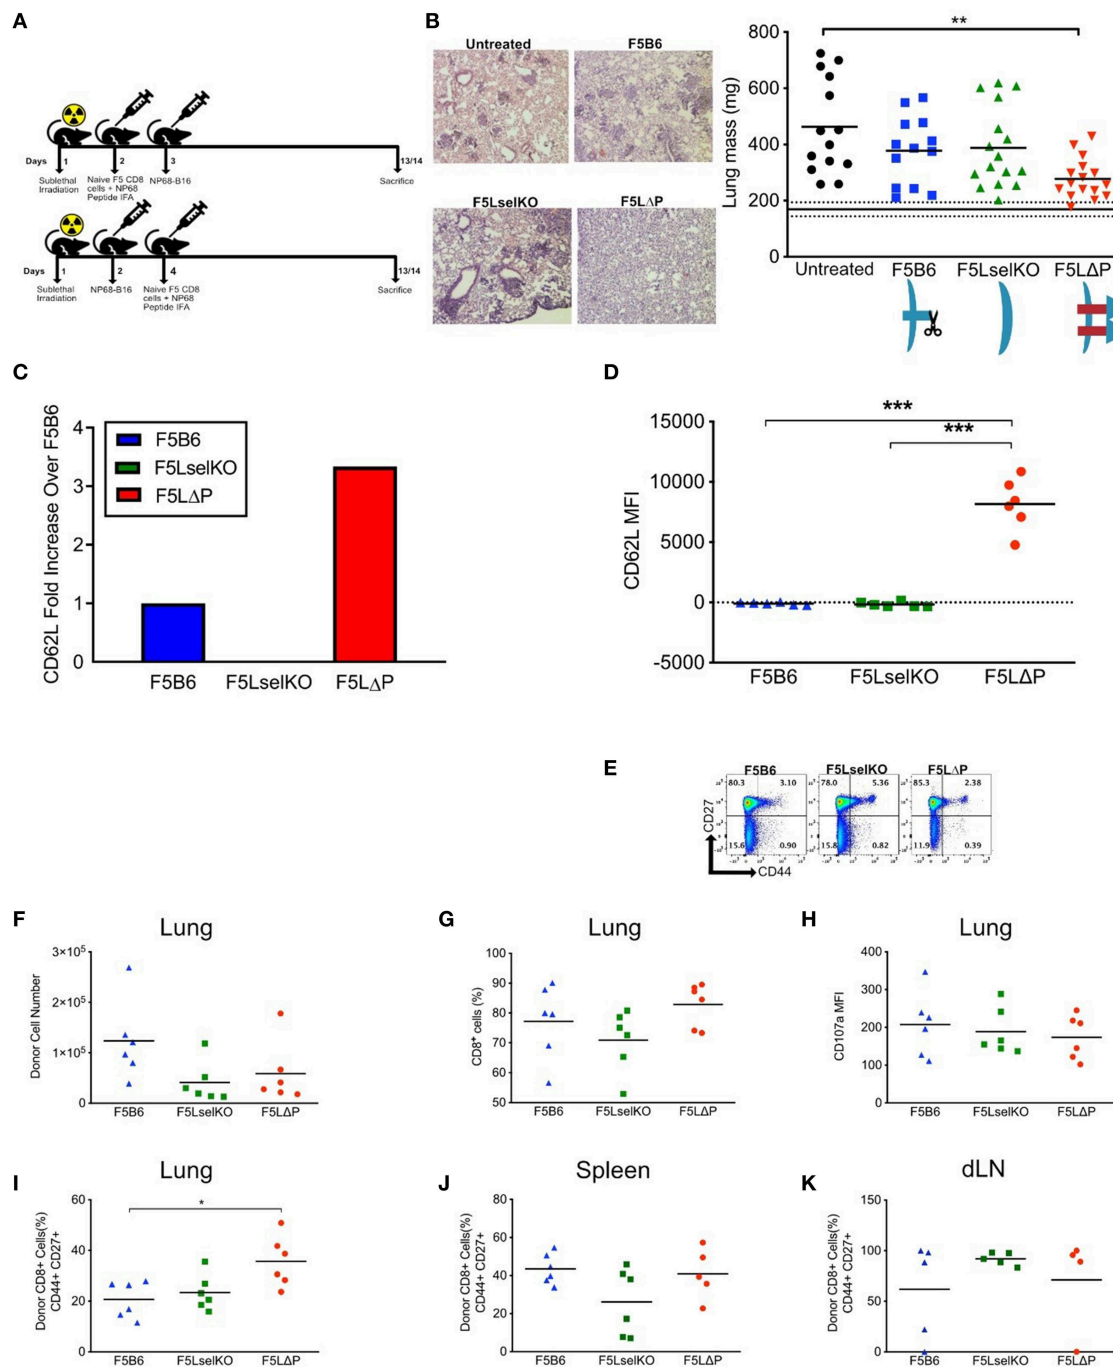 A
Days
1
2
3
13/14
Sublethal
Irradiation
Naive F5 CD8
cells + NP68
Peptide IFA
NP68-B16
Sacrifice
Days
1
2
4
13/14
Sublethal
Irradiation
NP68-B16
Naive F5 CD8
cells + NP68
Peptide IFA
Sacrifice
B
Untreated
F5B6
F5LselKO
F5LΔP
Lung mass (mg)
800
600
400
200
0
**
Untreated
F5B6
F5LselKO
F5LΔP
C
CD62L Fold Increase Over F5B6
4
3
2
1
0
F5B6
F5LselKO
F5LΔP
F5B6
F5LselKO
F5LΔP
D
CD62L MFI
15000
10000
5000
0
-5000
***
***
F5B6
F5LselKO
F5LΔP
E
F5B6
F5LselKO
F5LΔP
80.3
3.10
15.6
0.90
78.0
5.36
15.8
0.82
85.3
2.38
11.9
0.39
CD27
CD44
F
Lung
Donor Cell Number
3×10⁵
2×10⁵
1×10⁵
0
F5B6
F5LselKO
F5LΔP
G
Lung
CD8⁺ cells (%)
100
90
80
70
60
50
F5B6
F5LselKO
F5LΔP
H
Lung
CD107a MFI
400
300
200
100
0
F5B6
F5LselKO
F5LΔP
I
Lung
Donor CD8+ Cells(%)
CD44+ CD27+
60
40
20
0
*
F5B6
F5LselKO
F5LΔP
J
Spleen
Donor CD8+ Cells(%)
CD44+ CD27+
80
60
40
20
0
F5B6
F5LselKO
F5LΔP
K
dLN
Donor CD8+ Cells(%)
CD44+ CD27+
150
100
50
0
F5B6
F5LselKO
F5LΔP